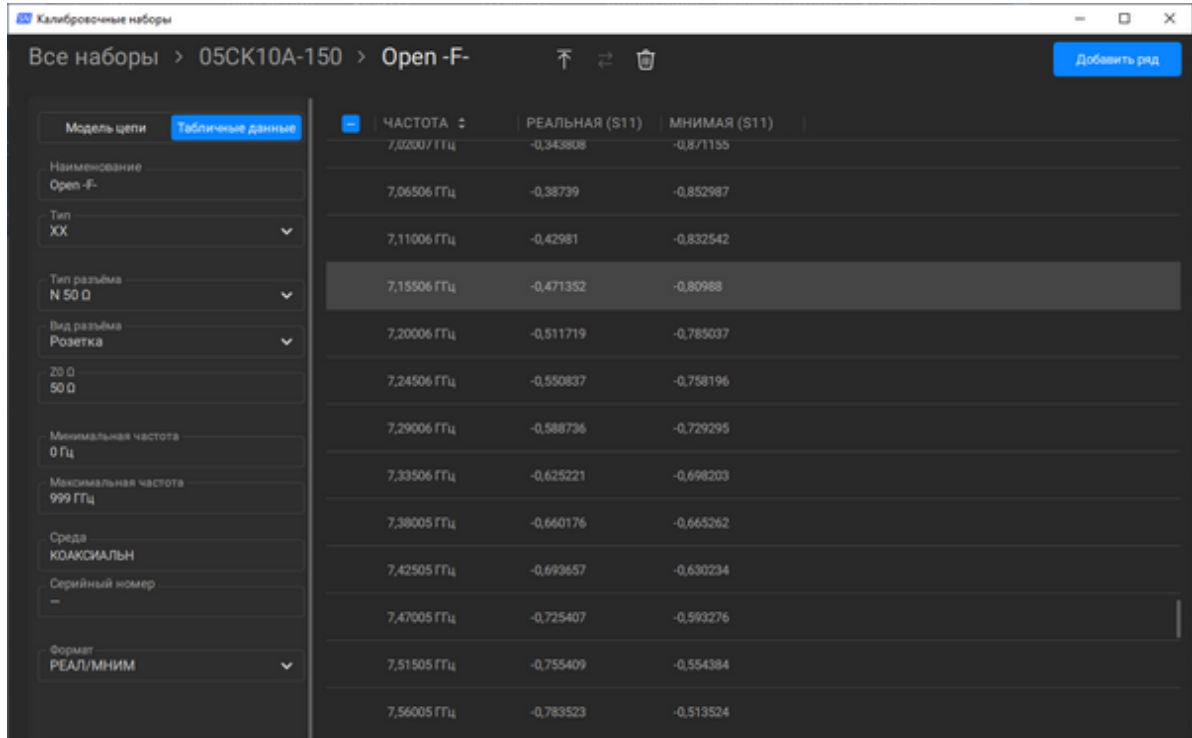 Калибровочные наборы
Все наборы > 05CK10A-150 > Open -F-
Добавить ряд
Модель цепи
Табличные данные
Наименование
Open -F-
Тип
XX
Тип разъёма
N 50 Ω
Вид разъёма
Розетка
Z0 Ω
50 Ω
Минимальная частота
0 Гц
Максимальная частота
999 ГГц
Среда
КОАКСИАЛЬН
Серийный номер
—
Формат
РЕАЛ/МНИМ
ЧАСТОТА РЕАЛЬНАЯ (S11) МНИМАЯ (S11)
7,02007 ГГц -0,343808 -0,871155
7,06506 ГГц -0,38739 -0,852987
7,11006 ГГц -0,42981 -0,832542
7,15506 ГГц -0,471352 -0,80988
7,20006 ГГц -0,511719 -0,785037
7,24506 ГГц -0,550837 -0,758196
7,29006 ГГц -0,588736 -0,729295
7,33506 ГГц -0,625221 -0,698203
7,38005 ГГц -0,660176 -0,665262
7,42505 ГГц -0,693657 -0,630234
7,47005 ГГц -0,725407 -0,593276
7,51505 ГГц -0,755409 -0,554384
7,56005 ГГц -0,783523 -0,513524